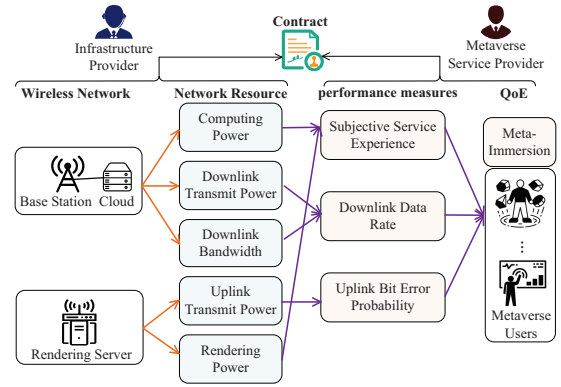 Contract
Infrastructure
Provider
Metaverse
Service Provider
Wireless Network
Network Resource
performance measures
QoE
Computing
Power
Subjective Service
Experience
Meta-
Immersion
Base Station
Cloud
Downlink
Transmit Power
Downlink
Bandwidth
Downlink Data
Rate
Uplink
Transmit Power
Uplink Bit Error
Probability
Rendering Server
Rendering
Power
Metaverse
Users